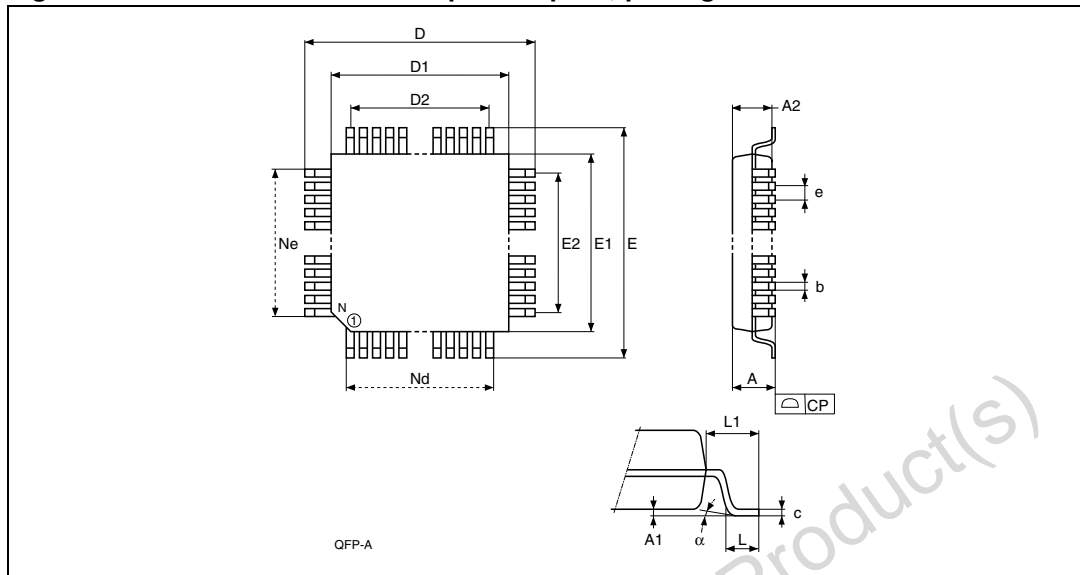 D
D1
D2
A2
e
Ne
E2
E1
E
b
N
1
Nd
A
CP
L1
c
A1
α
L
QFP-A
Product(s)